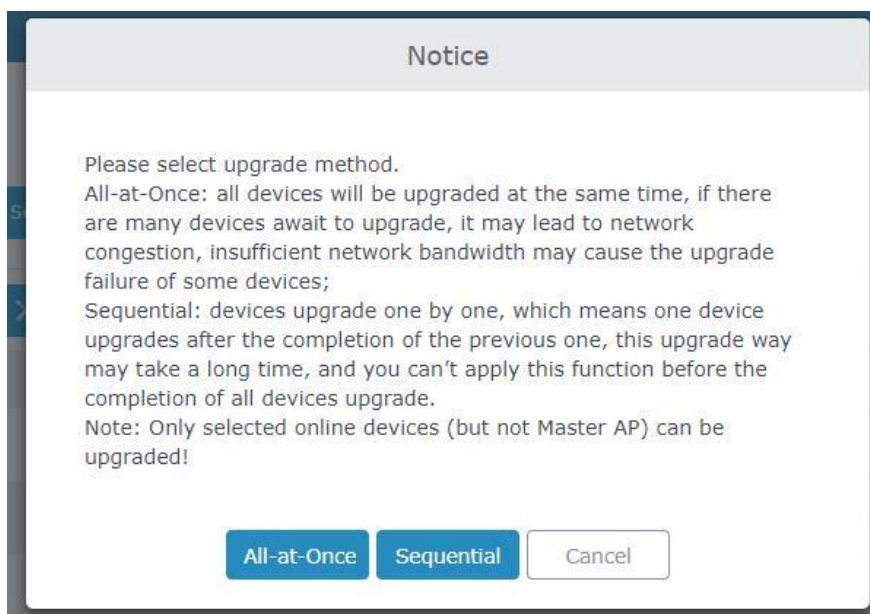 Notice
Please select upgrade method.
All-at-Once: all devices will be upgraded at the same time, if there
are many devices await to upgrade, it may lead to network
congestion, insufficient network bandwidth may cause the upgrade
failure of some devices;
Sequential: devices upgrade one by one, which means one device
upgrades after the completion of the previous one, this upgrade way
may take a long time, and you can’t apply this function before the
completion of all devices upgrade.
Note: Only selected online devices (but not Master AP) can be
upgraded!
All-at-Once Sequential Cancel